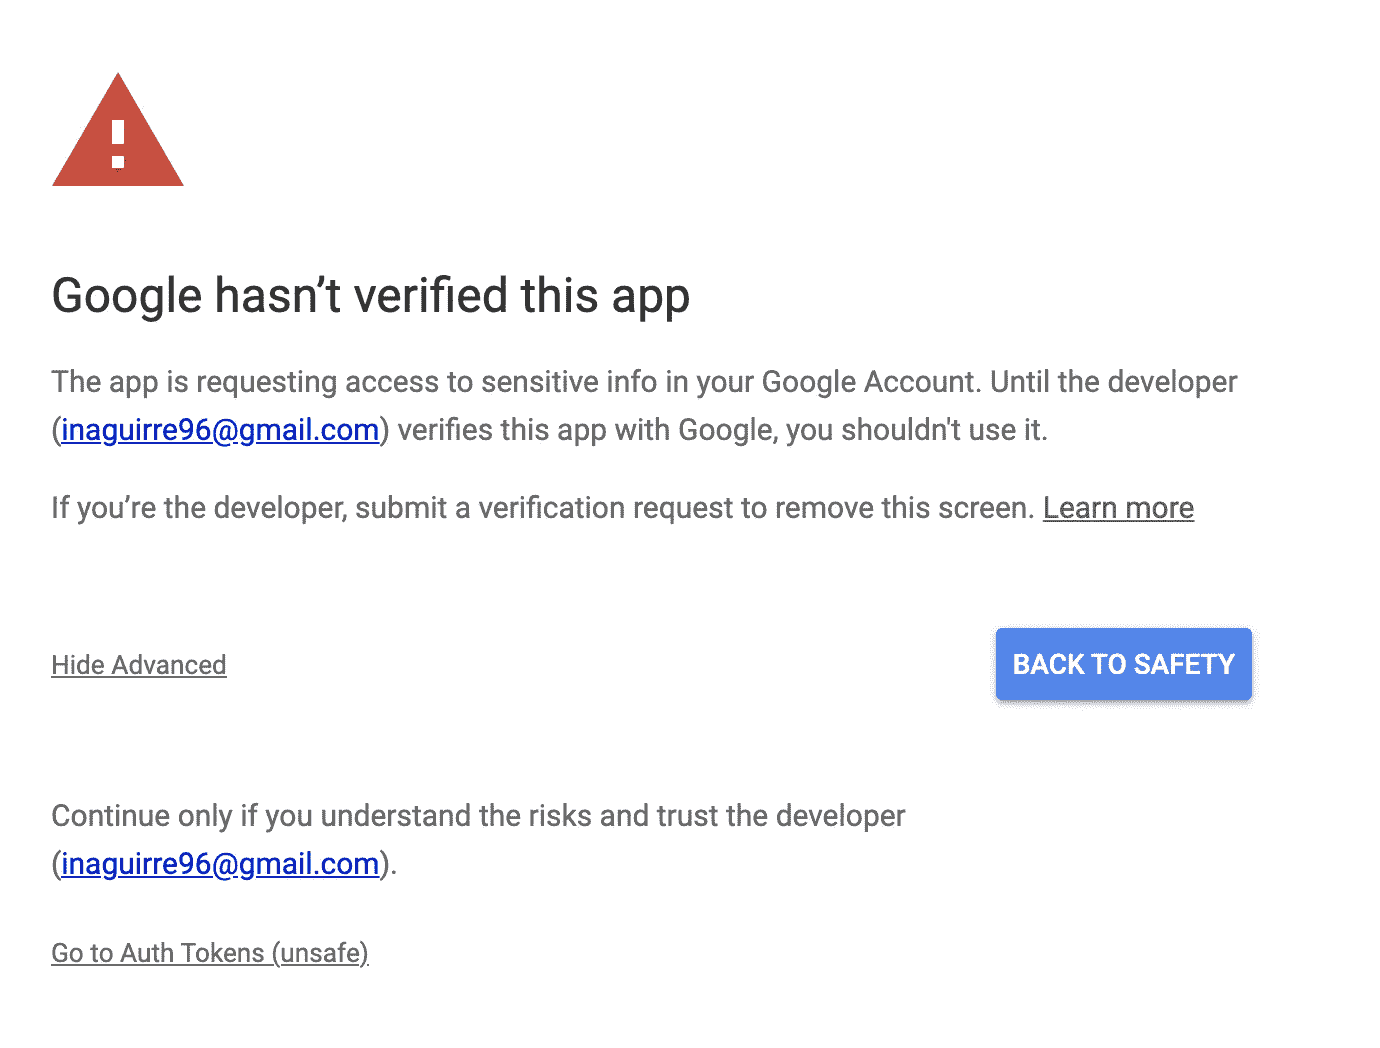 Google hasn’t verified this app
The app is requesting access to sensitive info in your Google Account. Until the developer
(inaguirre96@gmail.com) verifies this app with Google, you shouldn't use it.
If you’re the developer, submit a verification request to remove this screen. Learn more
Hide Advanced
BACK TO SAFETY
Continue only if you understand the risks and trust the developer
(inaguirre96@gmail.com).
Go to Auth Tokens (unsafe)